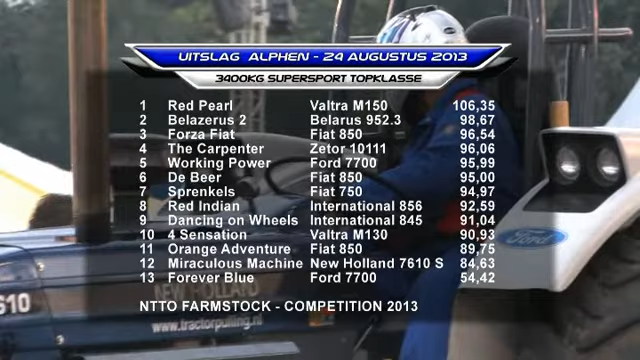 UITSLAG ALPHEN - 24 AUGUSTUS 2013
3400KG SUPERSPORT TOPKLASSE
1 Red Pearl Valtra M150 106,35
2 Belazerus 2 Belarus 952.3 98,67
3 Forza Fiat Fiat 850 96,54
4 The Carpenter Zetor 10111 96,06
5 Working Power Ford 7700 95,99
6 De Beer Fiat 850 95,00
7 Sprenkels Fiat 750 94,97
8 Red Indian International 856 92,59
9 Dancing on Wheels International 845 91,04
10 4 Sensation Valtra M130 90,93
11 Orange Adventure Fiat 850 89,75
12 Miraculous Machine New Holland 7610 S 84,63
13 Forever Blue Ford 7700 54,42
NTTO FARMSTOCK - COMPETITION 2013
Ford
610
www.tractorpulling.nl